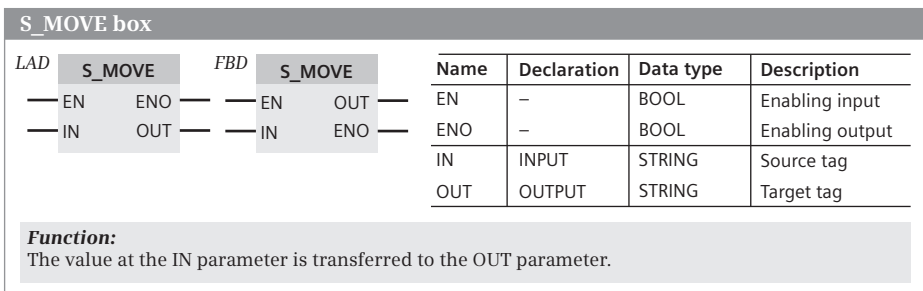 S_MOVE box
LAD
S_MOVE
EN ENO
IN OUT
FBD
S_MOVE
EN OUT
IN ENO
Name Declaration Data type Description
EN – BOOL Enabling input
ENO – BOOL Enabling output
IN INPUT STRING Source tag
OUT OUTPUT STRING Target tag
Function:
The value at the IN parameter is transferred to the OUT parameter.